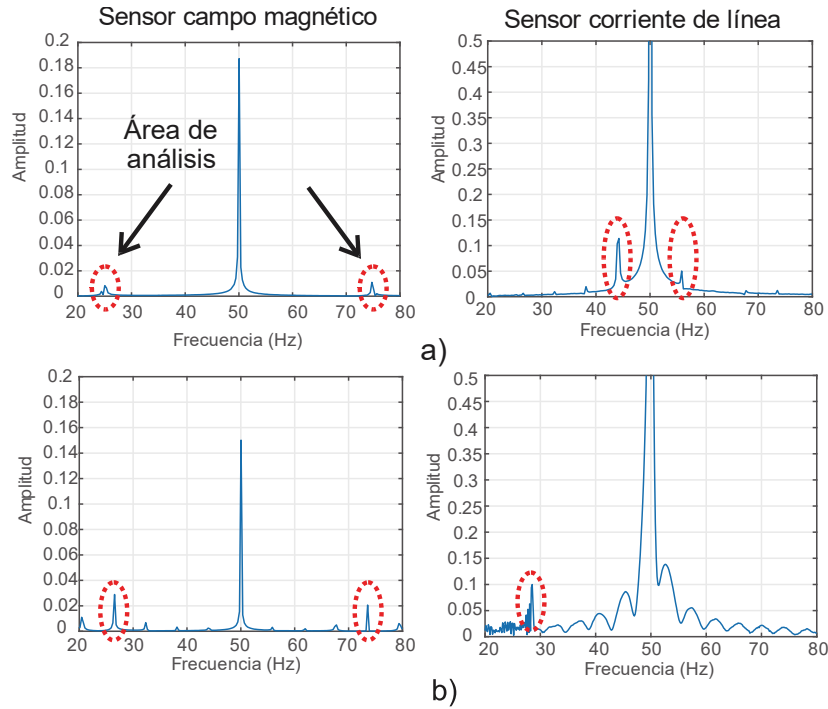 Sensor campo magnético
Sensor corriente de línea
0.2
0.18
0.16
0.14
0.12
0.1
0.08
0.06
0.04
0.02
0
Amplitud
Área de
análisis
20 30 40 50 60 70 80
Frecuencia (Hz)
0.5
0.45
0.4
0.35
0.3
0.25
0.2
0.15
0.1
0.05
0
Amplitud
20 30 40 50 60 70 80
Frecuencia (Hz)
a)
0.2
0.18
0.16
0.14
0.12
0.1
0.08
0.06
0.04
0.02
0
Amplitud
20 30 40 50 60 70 80
Frecuencia (Hz)
0.5
0.45
0.4
0.35
0.3
0.25
0.2
0.15
0.1
0.05
0
Amplitud
20 30 40 50 60 70 80
Frecuencia (Hz)
b)